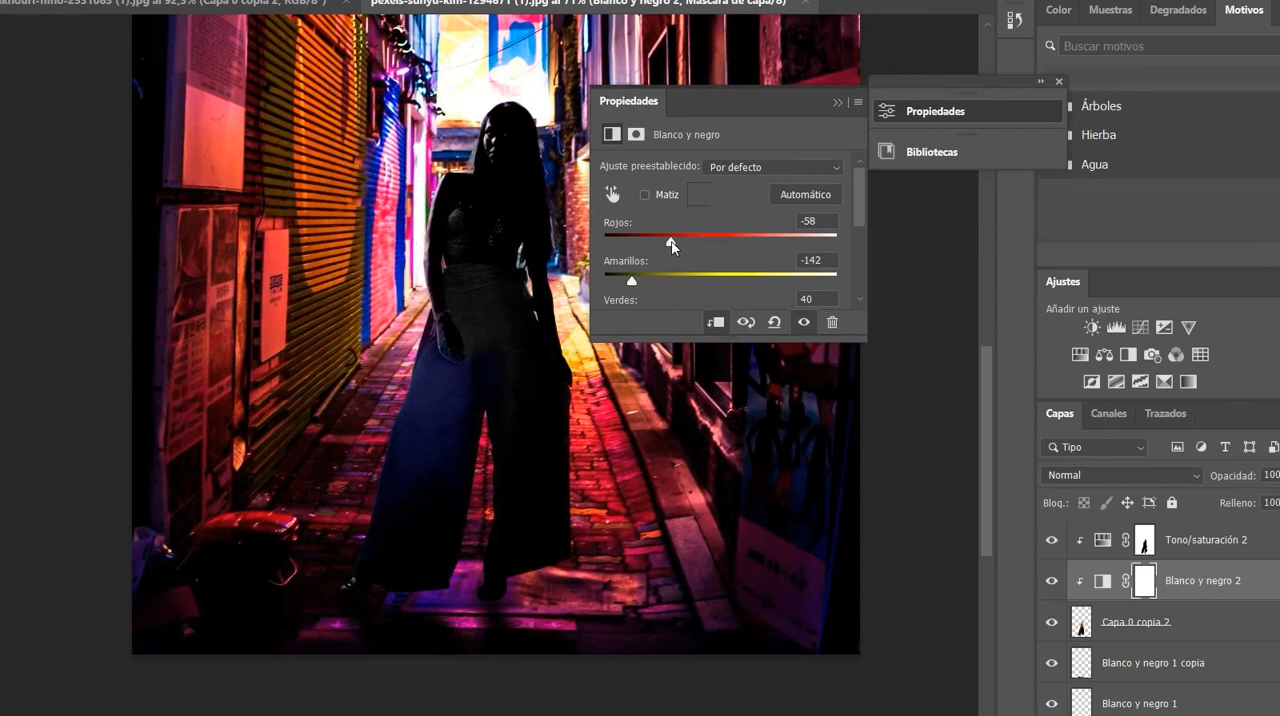 pexels-sunyu-kim-1294671 (1).jpg al 71% (Blanco y negro 2, Máscara de capa/8)
Propiedades
Blanco y negro
Ajuste preestablecido: Por defecto
Matiz
Automático
Rojos: -58
Amarillos: -142
Verdes: 40
Propiedades
Bibliotecas
Color Muestras Degradados Motivos
Buscar motivos
Árboles
Hierba
Agua
Ajustes
Añadir un ajuste
Capas Canales Trazados
Tipo
Normal Opacidad: 100
Bloq.: Relleno: 100
Tono/saturación 2
Blanco y negro 2
Capa 0 copia 2
Blanco y negro 1 copia
Blanco y negro 1